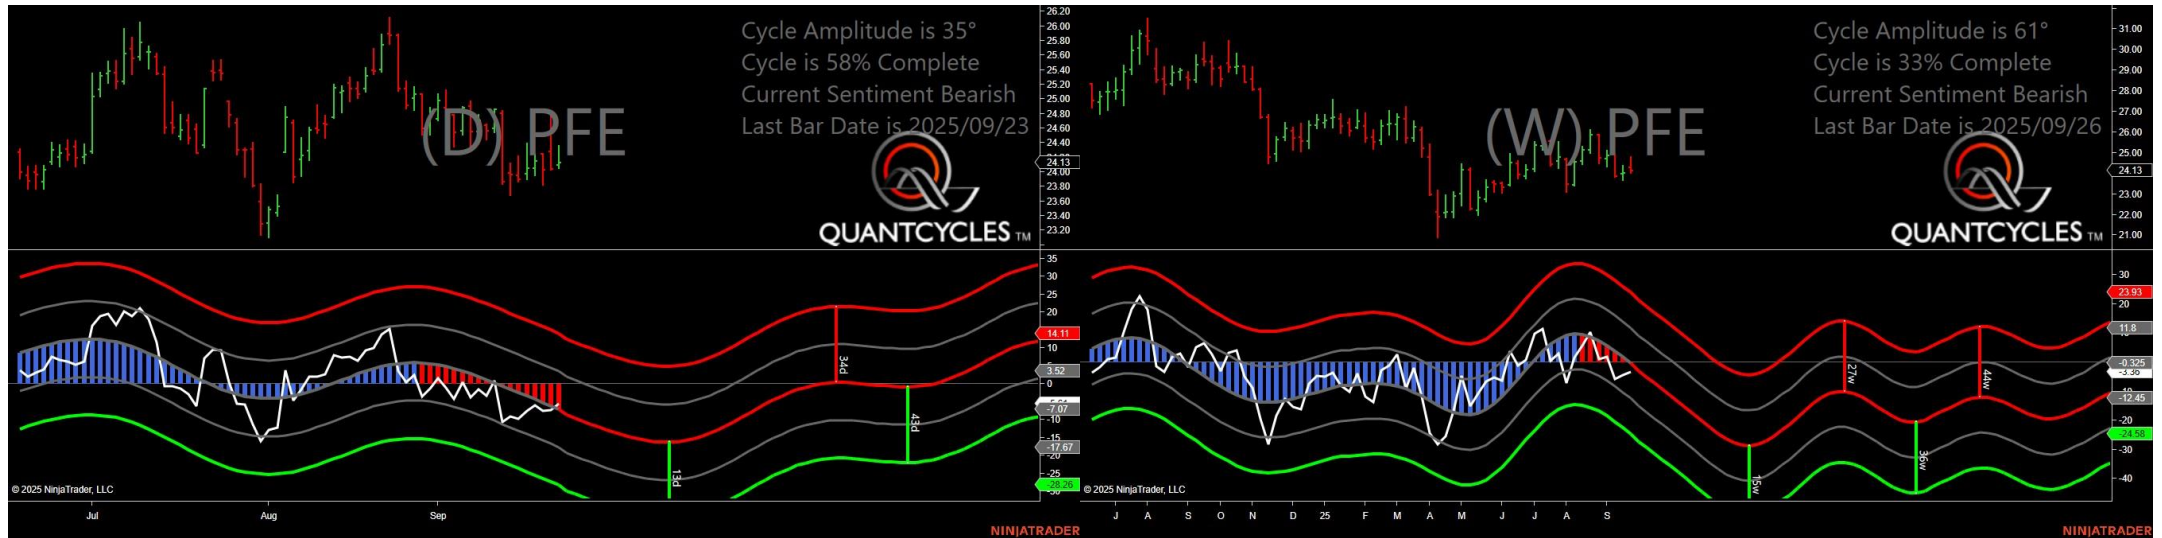 Cycle Amplitude is 35°
Cycle is 58% Complete
Current Sentiment Bearish
Last Bar Date is 2025/09/23
(D) PFE
QUANTCYCLES TM
26.20
26.00
25.80
25.60
25.40
25.20
25.00
24.80
24.60
24.40
24.13
24.00
23.80
23.60
23.40
23.20
35
30
25
20
14.11
10
5
3.52
0
-7.07
-10
-15
-17.67
-20
-25
-28.26
34d
43d
13d
© 2025 NinjaTrader, LLC
Jul
Aug
Sep
NINJATRADER
Cycle Amplitude is 61°
Cycle is 33% Complete
Current Sentiment Bearish
Last Bar Date is 2025/09/26
(W) PFE
QUANTCYCLES TM
31.00
30.00
29.00
28.00
27.00
26.00
25.00
24.13
23.00
22.00
21.00
30
23.93
20
11.8
-0.325
-3.36
-10
-12.45
-20
-24.58
-30
-40
27w
44w
15w
36w
© 2025 NinjaTrader, LLC
J
A
S
O
N
D
25
F
M
A
M
J
J
A
S
NINJATRADER